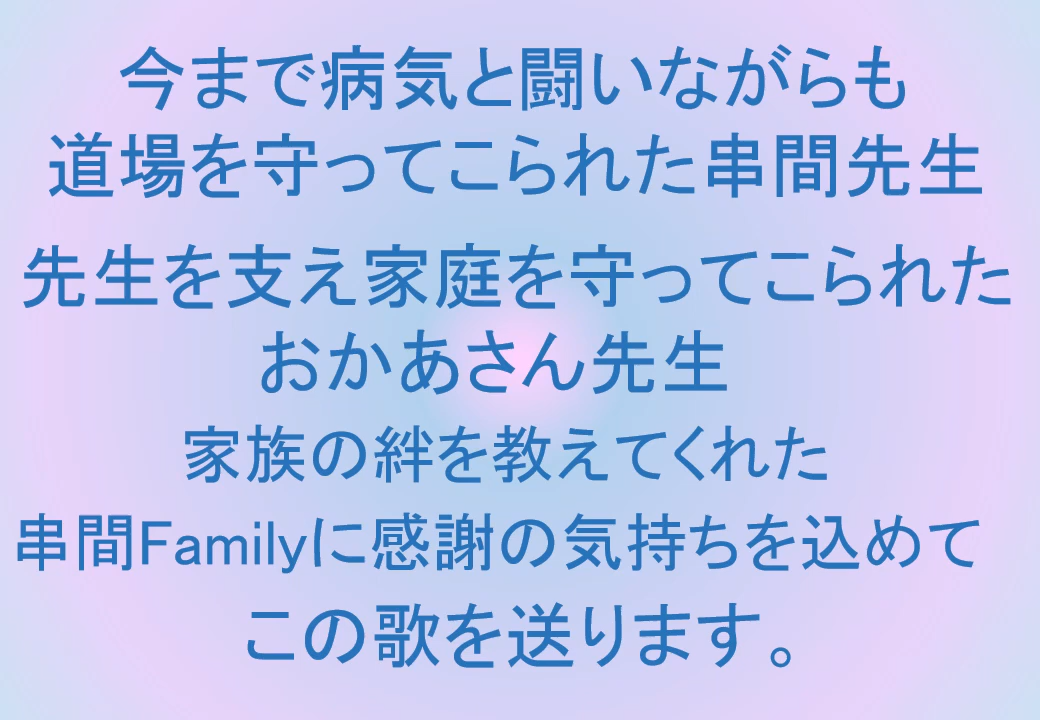 今まで病気と闘いながらも
道場を守ってこられた串間先生
先生を支え家庭を守ってこられた
おかあさん先生
家族の絆を教えてくれた
串間Familyに感謝の気持ちを込めて
この歌を送ります。